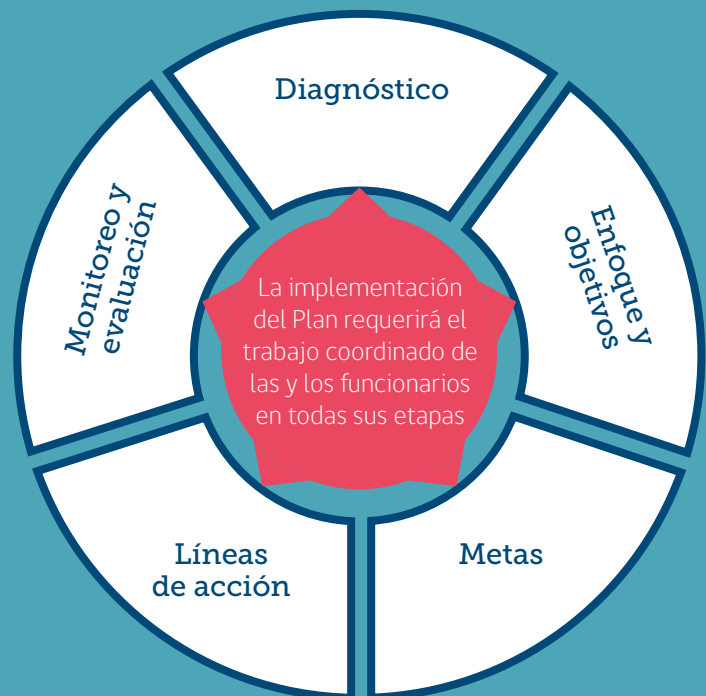 Diagnóstico
Enfoque y
objetivos
Metas
Líneas
de acción
Monitoreo y
evaluación
La implementación
del Plan requerirá el
trabajo coordinado de
las y los funcionarios
en todas sus etapas